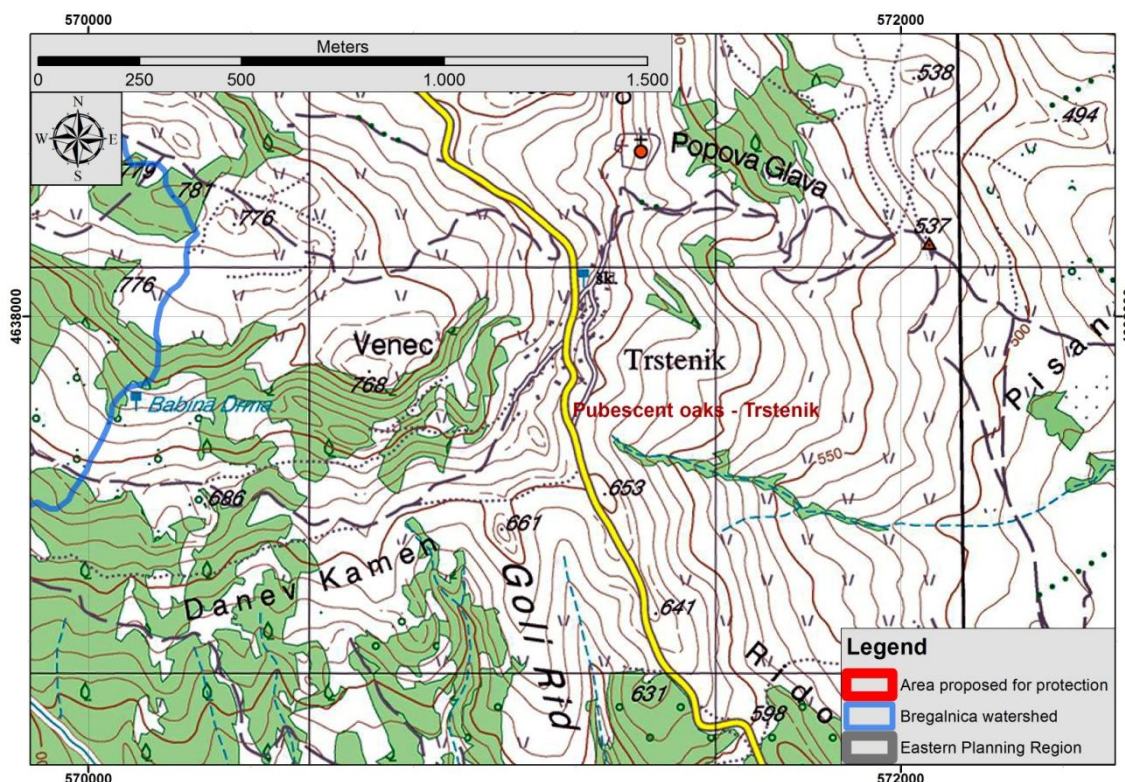 570000
572000
Meters
0
250
500
1.000
1.500
N
W
E
S
538
494
779
781
776
Popova Glava
537
776
sk.
4638000
Venec
Trstenik
500
Pisan
768
Babina Drma
Pubescent oaks - Trstenik
550
686
653
661
Danev Kamen
Goli Rid
641
Rido
631
598
Legend
Area proposed for protection
Bregalnica watershed
Eastern Planning Region
570000
572000